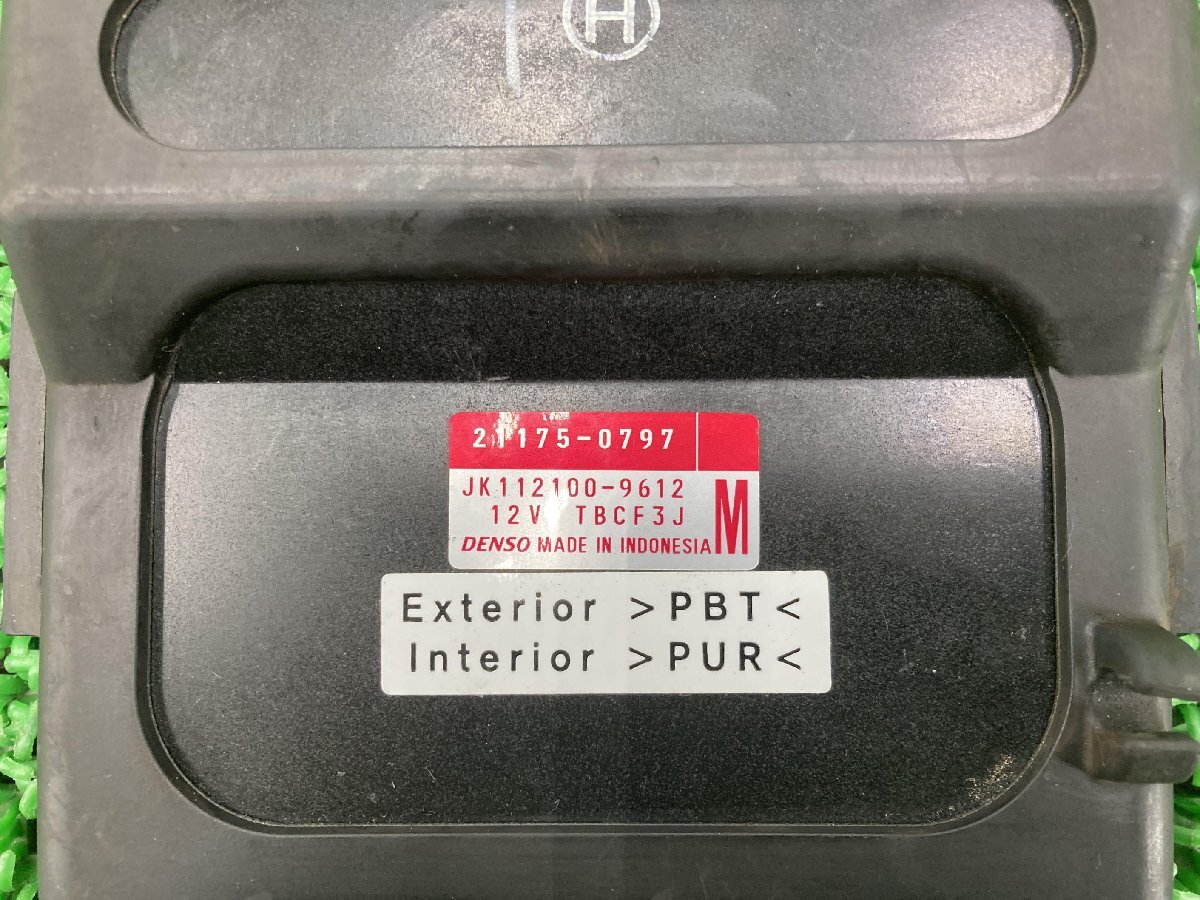 H
21175-0797
JK112100-9612
12V TBCF3J M
DENSO MADE IN INDONESIA
Exterior >PBT<
Interior >PUR<